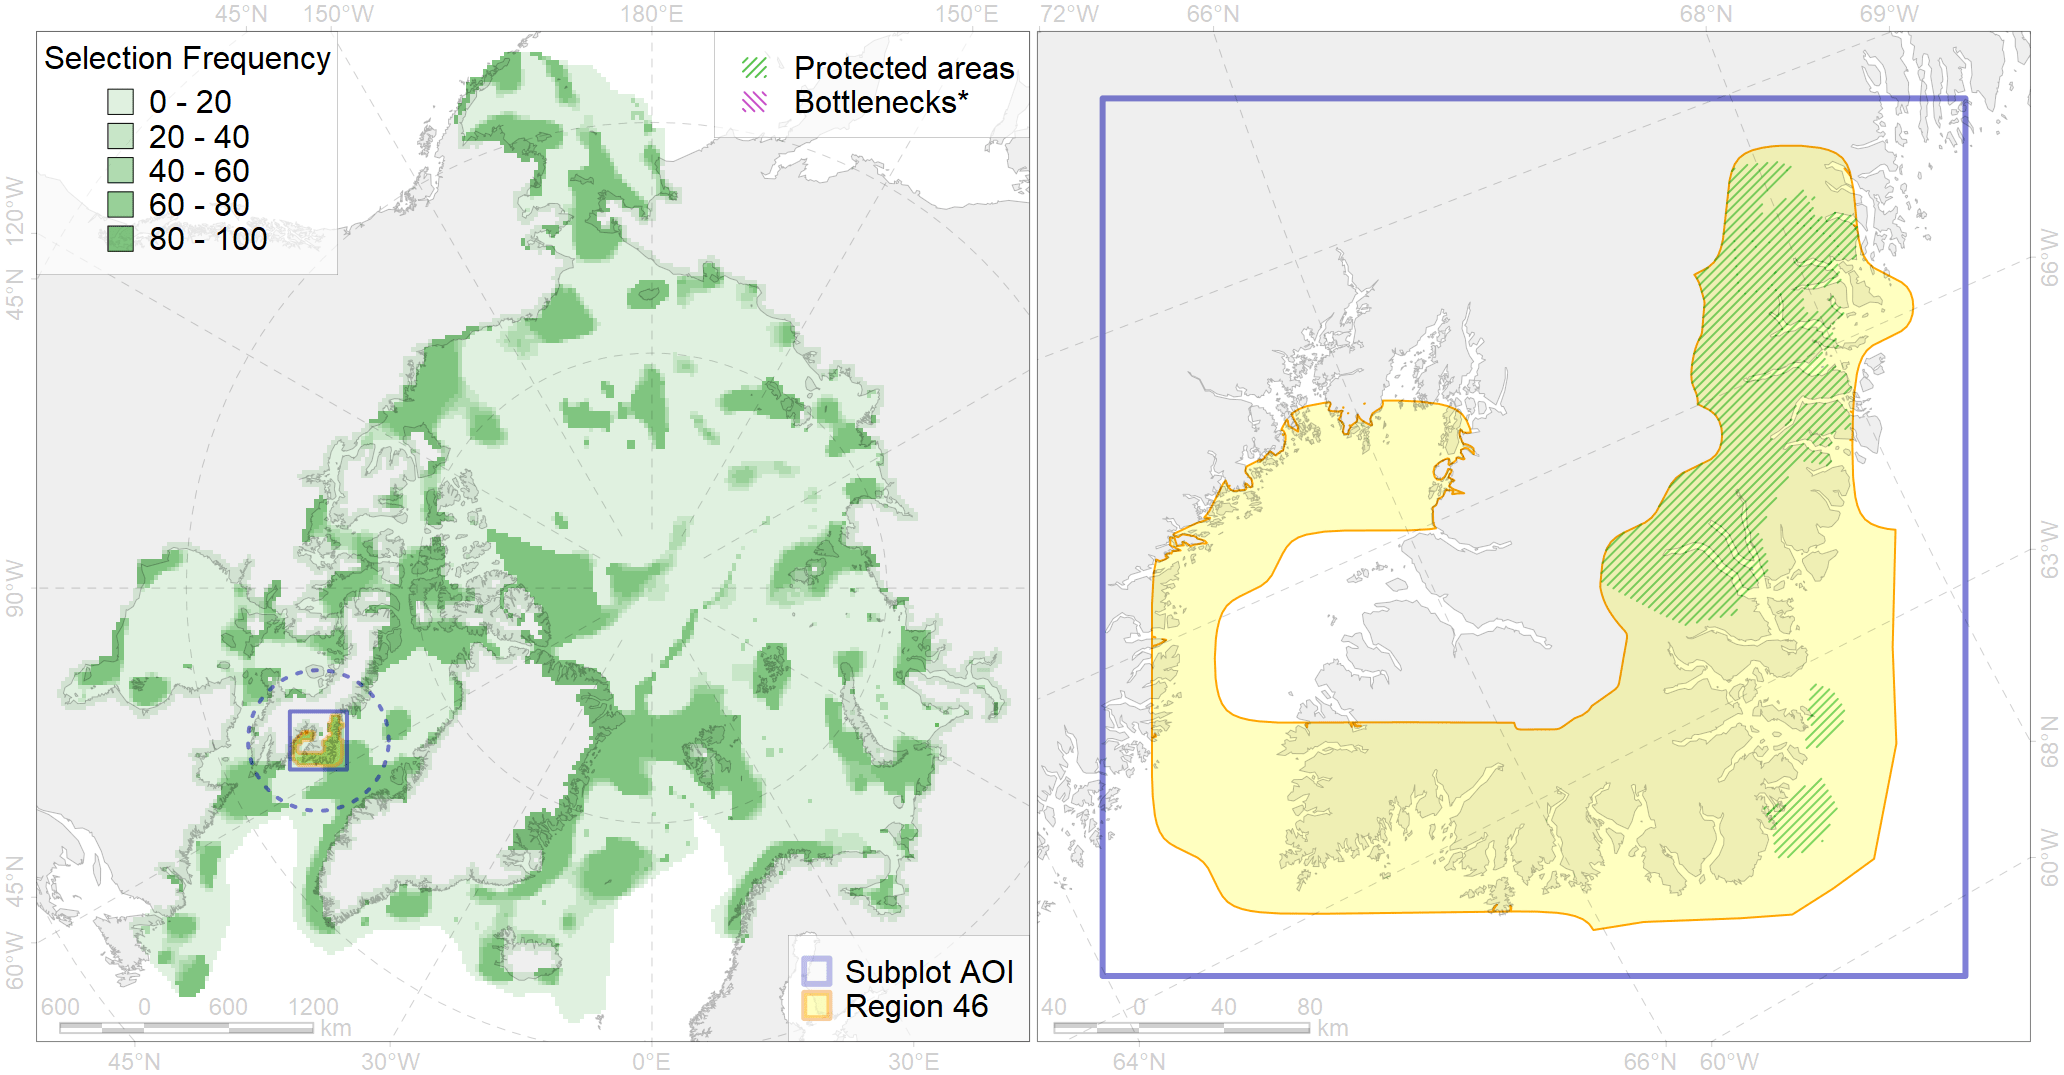 45°N 150°W 180°E 150°E 72°W 66°N 68°N 69°W
Selection Frequency
0 - 20
20 - 40
40 - 60
60 - 80
80 - 100
Protected areas
Bottlenecks*
120°W
45°N
90°W
45°N
60°W
66°W
63°W
68°N
60°W
Subplot AOI
Region 46
600 0 600 1200
km
40 0 40 80
km
45°N 30°W 0°E 30°E 64°N 66°N 60°W